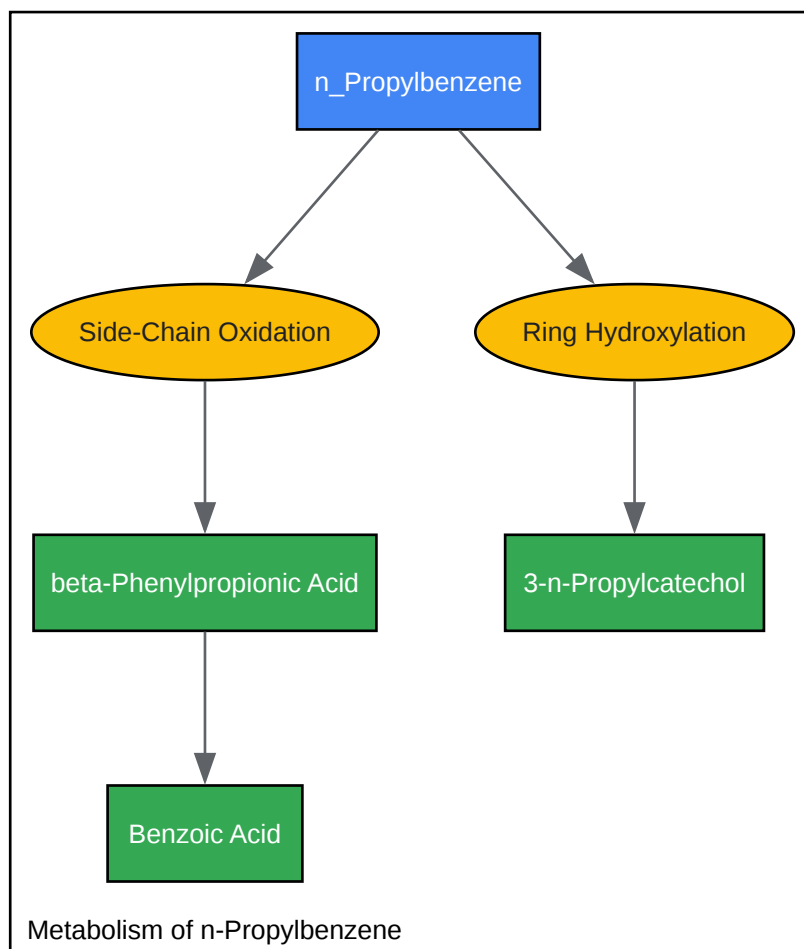 n_Propylbenzene
Side-Chain Oxidation
Ring Hydroxylation
beta-Phenylpropionic Acid
3-n-Propylcatechol
Benzoic Acid
Metabolism of n-Propylbenzene